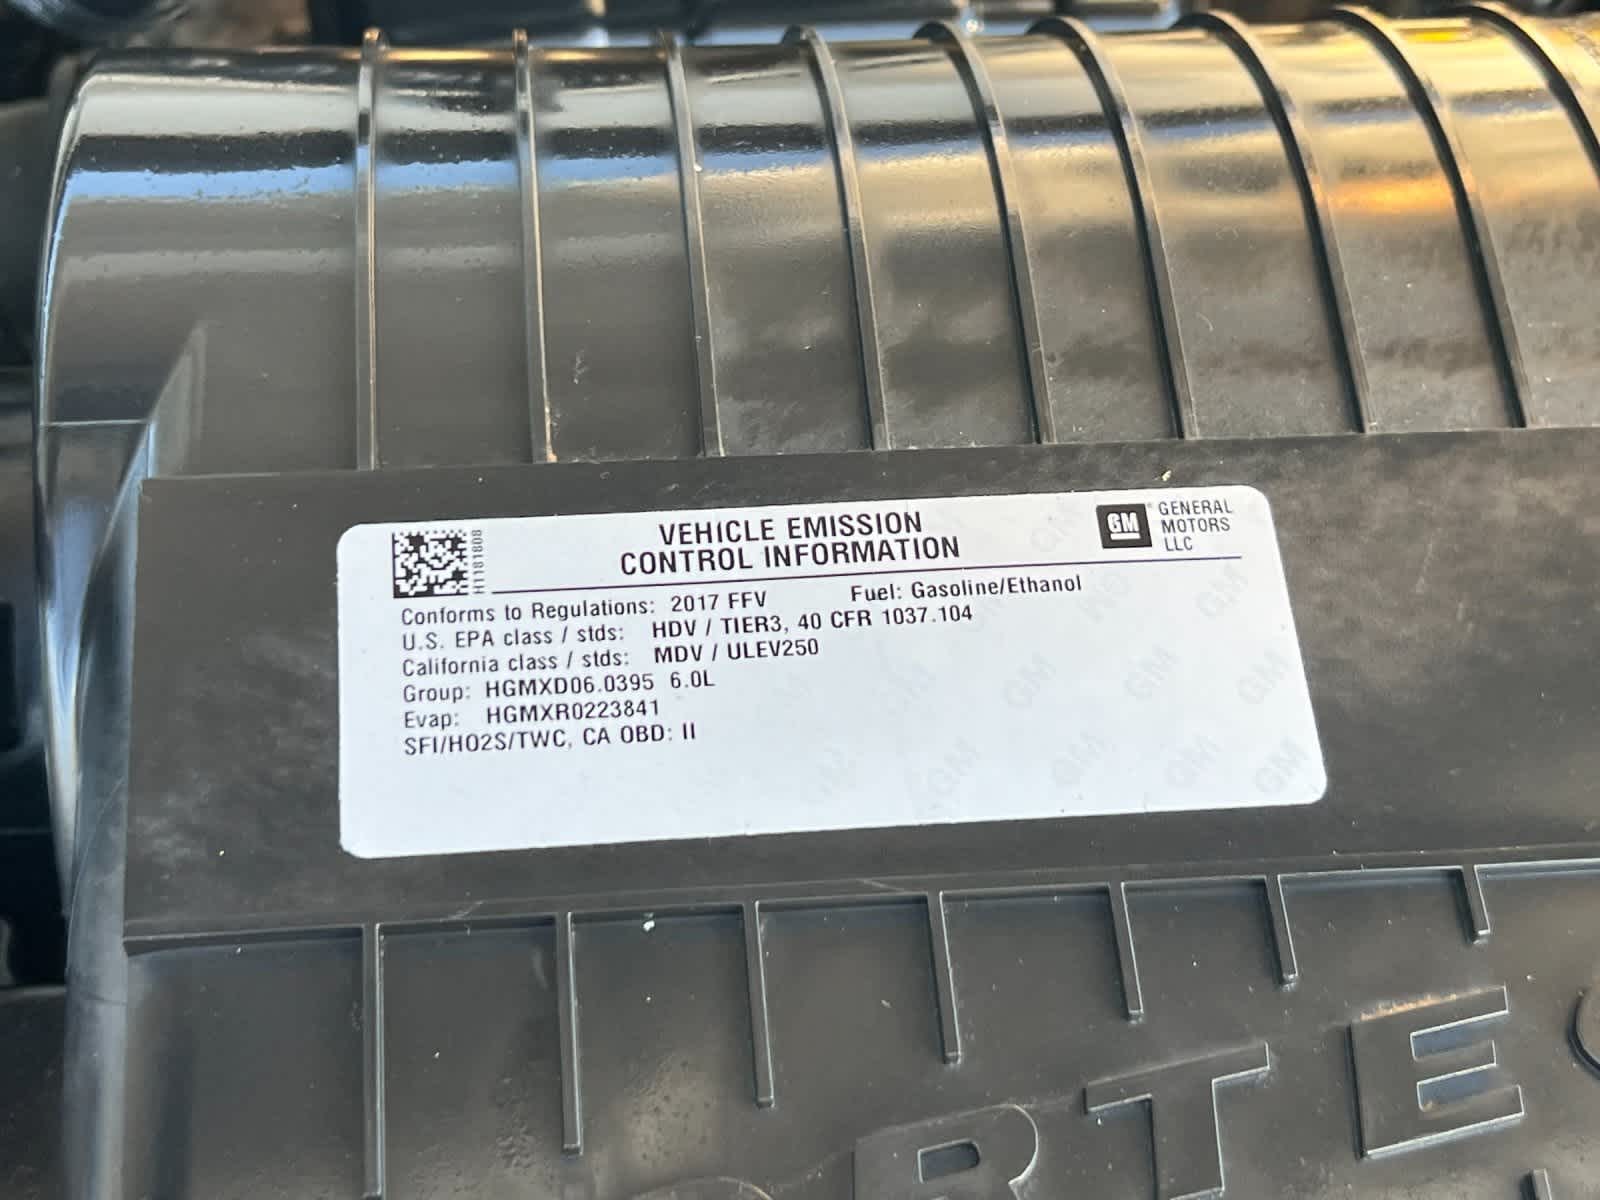 H1181808
VEHICLE EMISSION
CONTROL INFORMATION
GM
GENERAL
MOTORS
LLC
Conforms to Regulations: 2017 FFV Fuel: Gasoline/Ethanol
U.S. EPA class / stds: HDV / TIER3, 40 CFR 1037.104
California class / stds: MDV / ULEV250
Group: HGMXD06.0395 6.0L
Evap: HGMXR0223841
SFI/HO2S/TWC, CA OBD: II
RTE